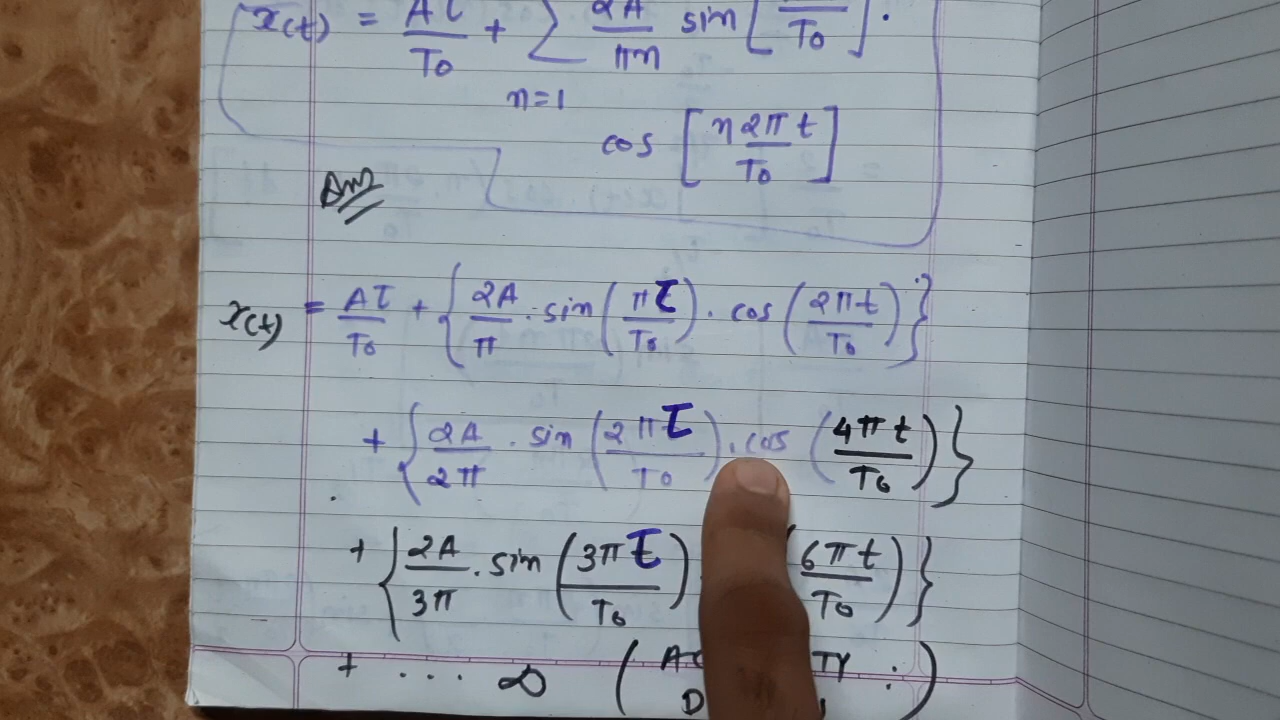 x(t) = Aτ/T₀ + ∑ 2A/πn sin [ /T₀ ].
n=1
cos [n2πt/T₀]
Ans
x(t) = Aτ/T₀ + {2A/π · sin(πτ/T₀) · cos(2πt/T₀)}
+ {2A/2π · sin(2πτ/T₀) · cos(4πt/T₀)}
+ {2A/3π · sin(3πτ/T₀) (6πt/T₀)}
+ ... ∞